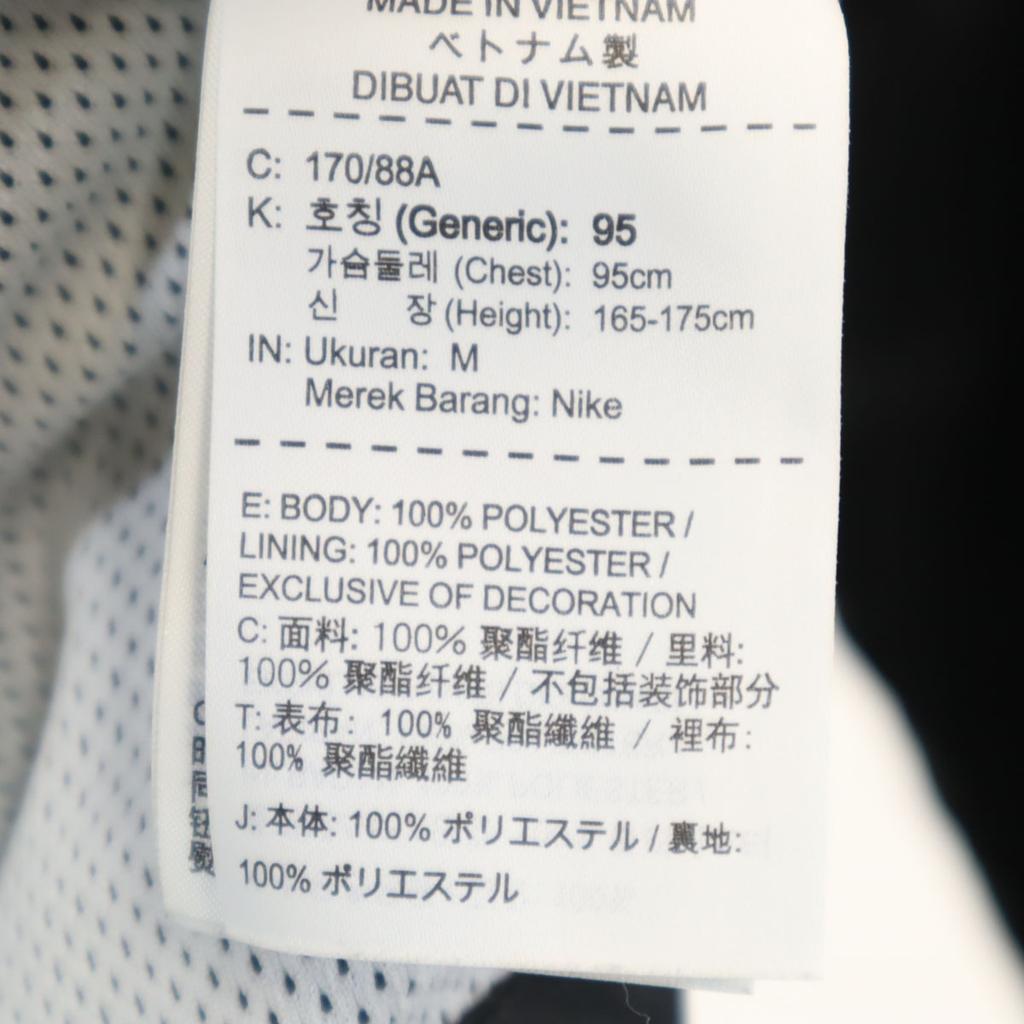 MADE IN VIETNAM
ベトナム製
DIBUAT DI VIETNAM
C: 170/88A
K: 호칭 (Generic): 95
가슴둘레 (Chest): 95cm
신 장 (Height): 165-175cm
IN: Ukuran: M
Merek Barang: Nike
E: BODY: 100% POLYESTER /
LINING: 100% POLYESTER /
EXCLUSIVE OF DECORATION
C: 面料: 100% 聚酯纤维 / 里料:
100% 聚酯纤维 / 不包括装饰部分
T: 表布: 100% 聚酯纖維 / 裡布:
100% 聚酯纖維
J: 本体: 100% ポリエステル / 裏地:
100% ポリエステル